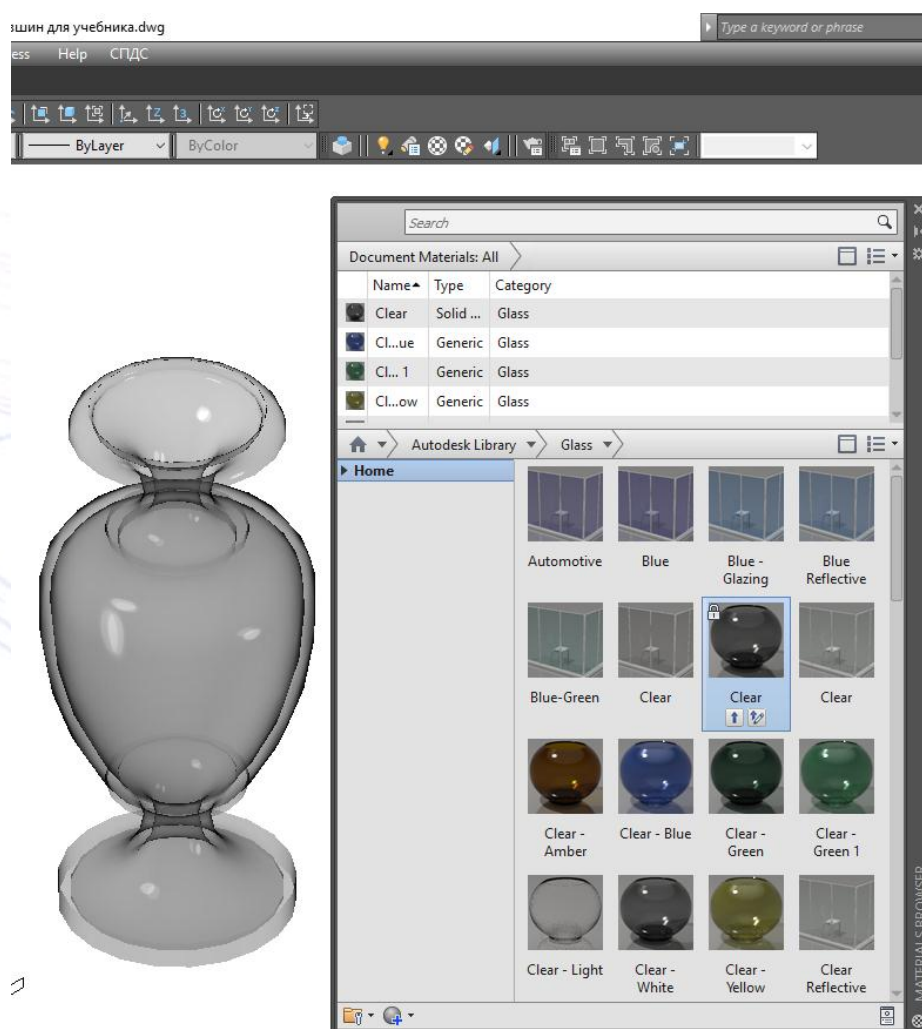 вшин для учебника.dwg
Type a keyword or phrase
ess Help СПДС
ByLayer ByColor
Search
Document Materials: All
Name Type Category
Clear Solid ... Glass
Cl...ue Generic Glass
Cl... 1 Generic Glass
Cl...ow Generic Glass
Autodesk Library Glass
Home
Automotive Blue Blue - Glazing Blue Reflective
Blue-Green Clear Clear Clear
Clear - Amber Clear - Blue Clear - Green Clear - Green 1
Clear - Light Clear - White Clear - Yellow Clear Reflective
MATERIALS BROWSER